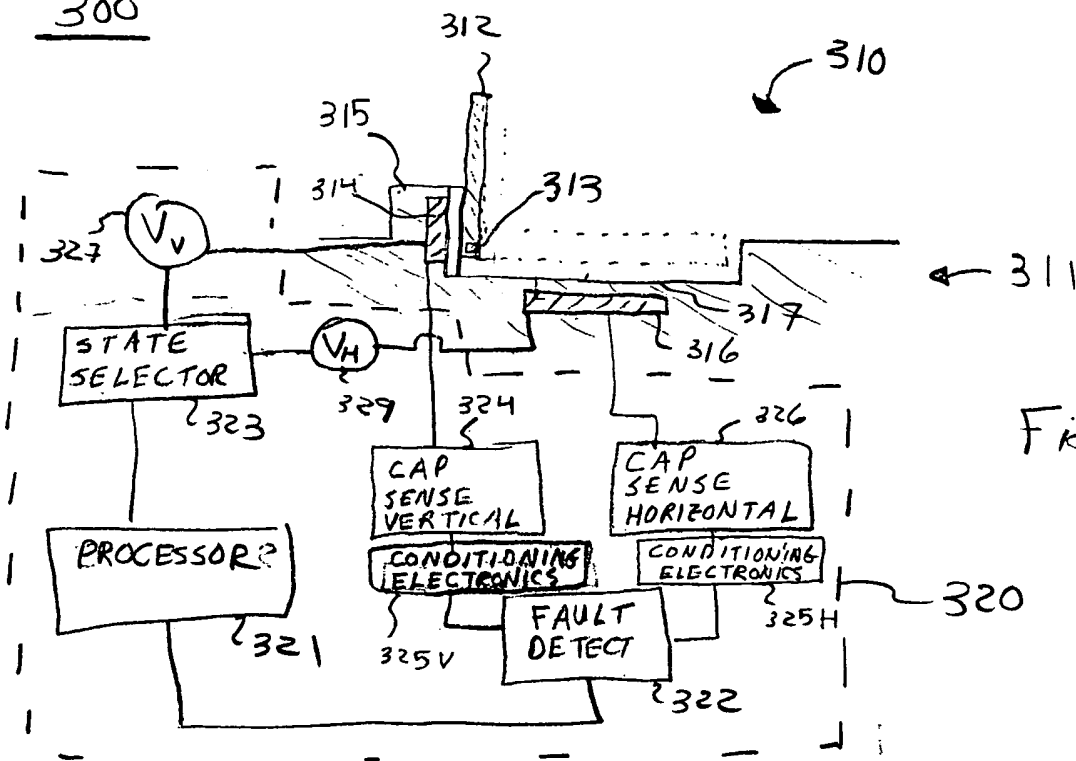 300
312
310
315
314
313
V_V
327
311
317
316
STATE
SELECTOR
323
V_H
329
324
326
CAP
SENSE
VERTICAL
CAP
SENSE
HORIZONTAL
PROCESSOR
CONDITIONING
ELECTRONICS
CONDITIONING
ELECTRONICS
320
321
325V
FAULT
DETECT
325H
322